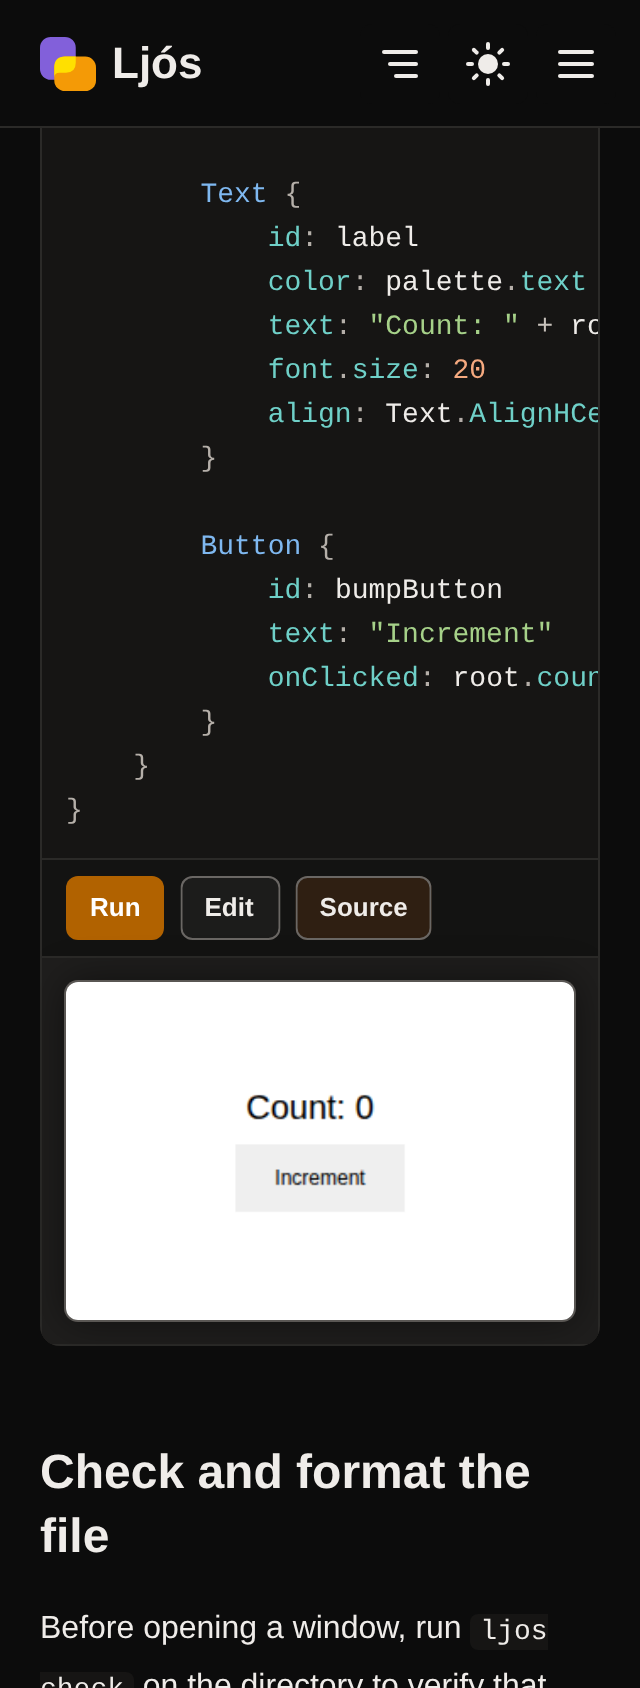 Ljós
Text {
id: label
color: palette.text
text: "Count: " + ro
font.size: 20
align: Text.AlignHCe
}
Button {
id: bumpButton
text: "Increment"
onClicked: root.coun
}
}
}
Run Edit Source
Count: 0
Increment
Check and format the
file
Before opening a window, run ljos
check on the directory to verify that